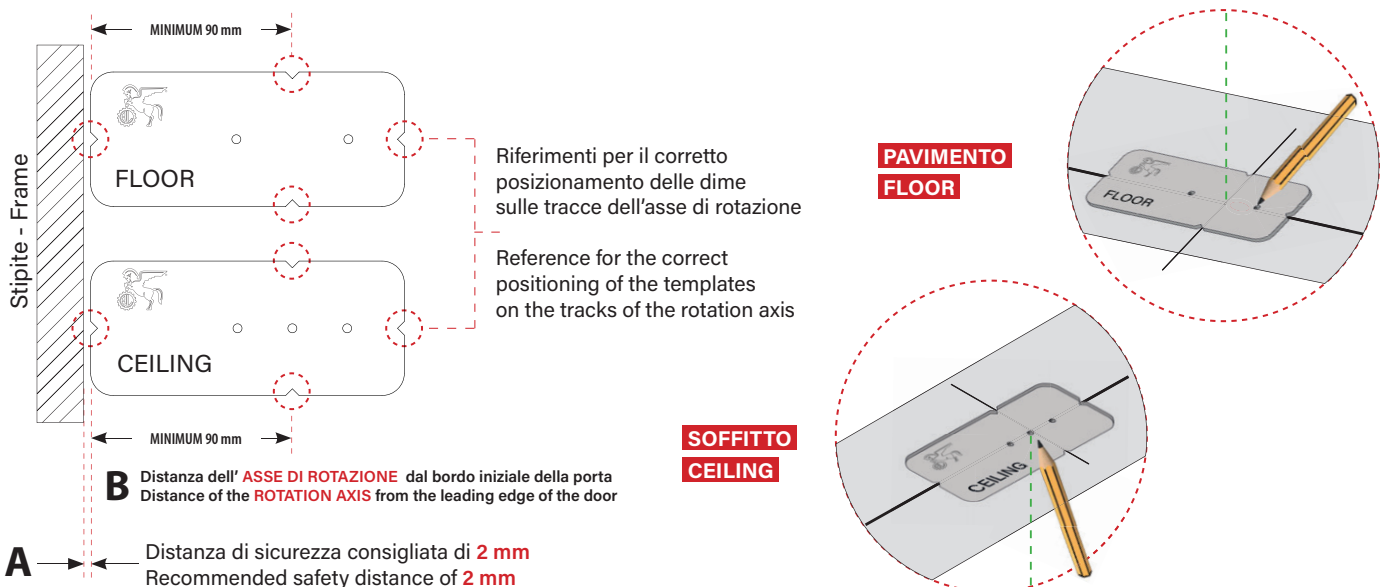 MINIMUM 90 mm
Stipite - Frame
FLOOR
CEILING
MINIMUM 90 mm
Riferimenti per il corretto
posizionamento delle dime
sulle tracce dell'asse di rotazione
Reference for the correct
positioning of the templates
on the tracks of the rotation axis
B
Distanza dell' ASSE DI ROTAZIONE dal bordo iniziale della porta
Distance of the ROTATION AXIS from the leading edge of the door
A
Distanza di sicurezza consigliata di 2 mm
Recommended safety distance of 2 mm
PAVIMENTO
FLOOR
FLOOR
SOFFITTO
CEILING
CEILING